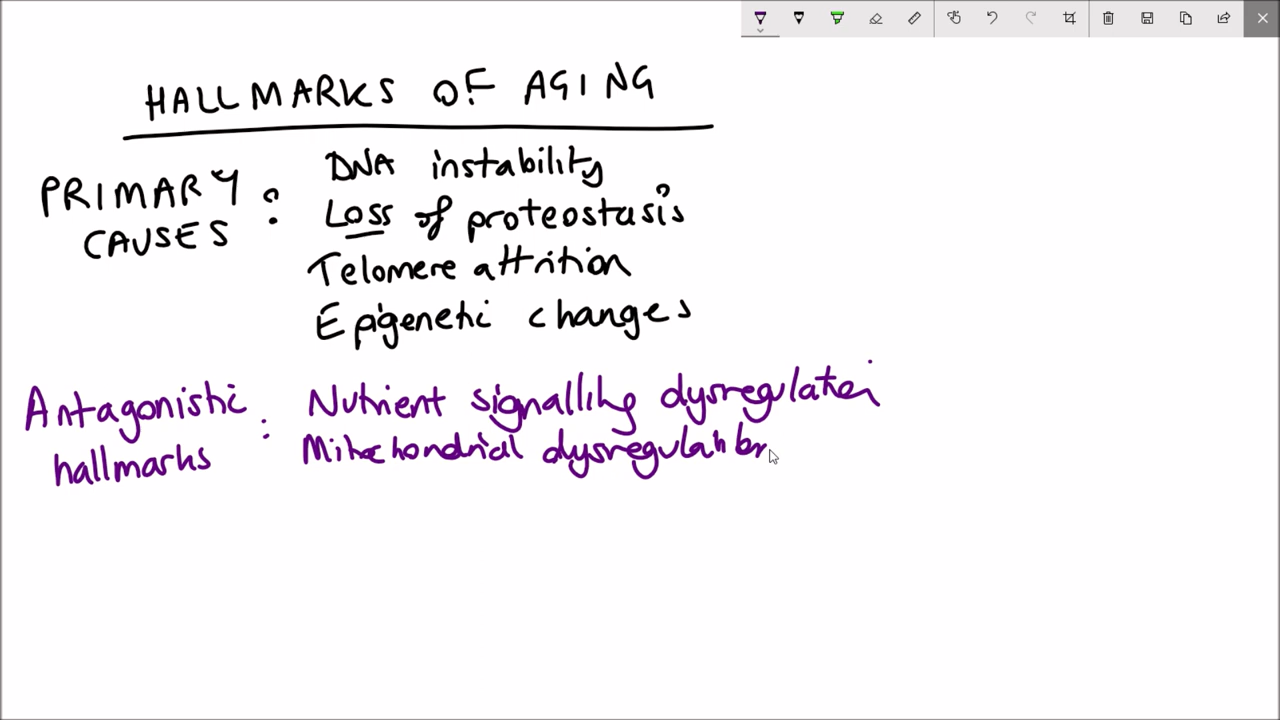 HALLMARKS OF AGING
PRIMARY CAUSES :
DNA instability
Loss of proteostasis
Telomere attrition
Epigenetic changes
Antagonistic hallmarks :
Nutrient signalling dysregulation
Mitochondrial dysregulation